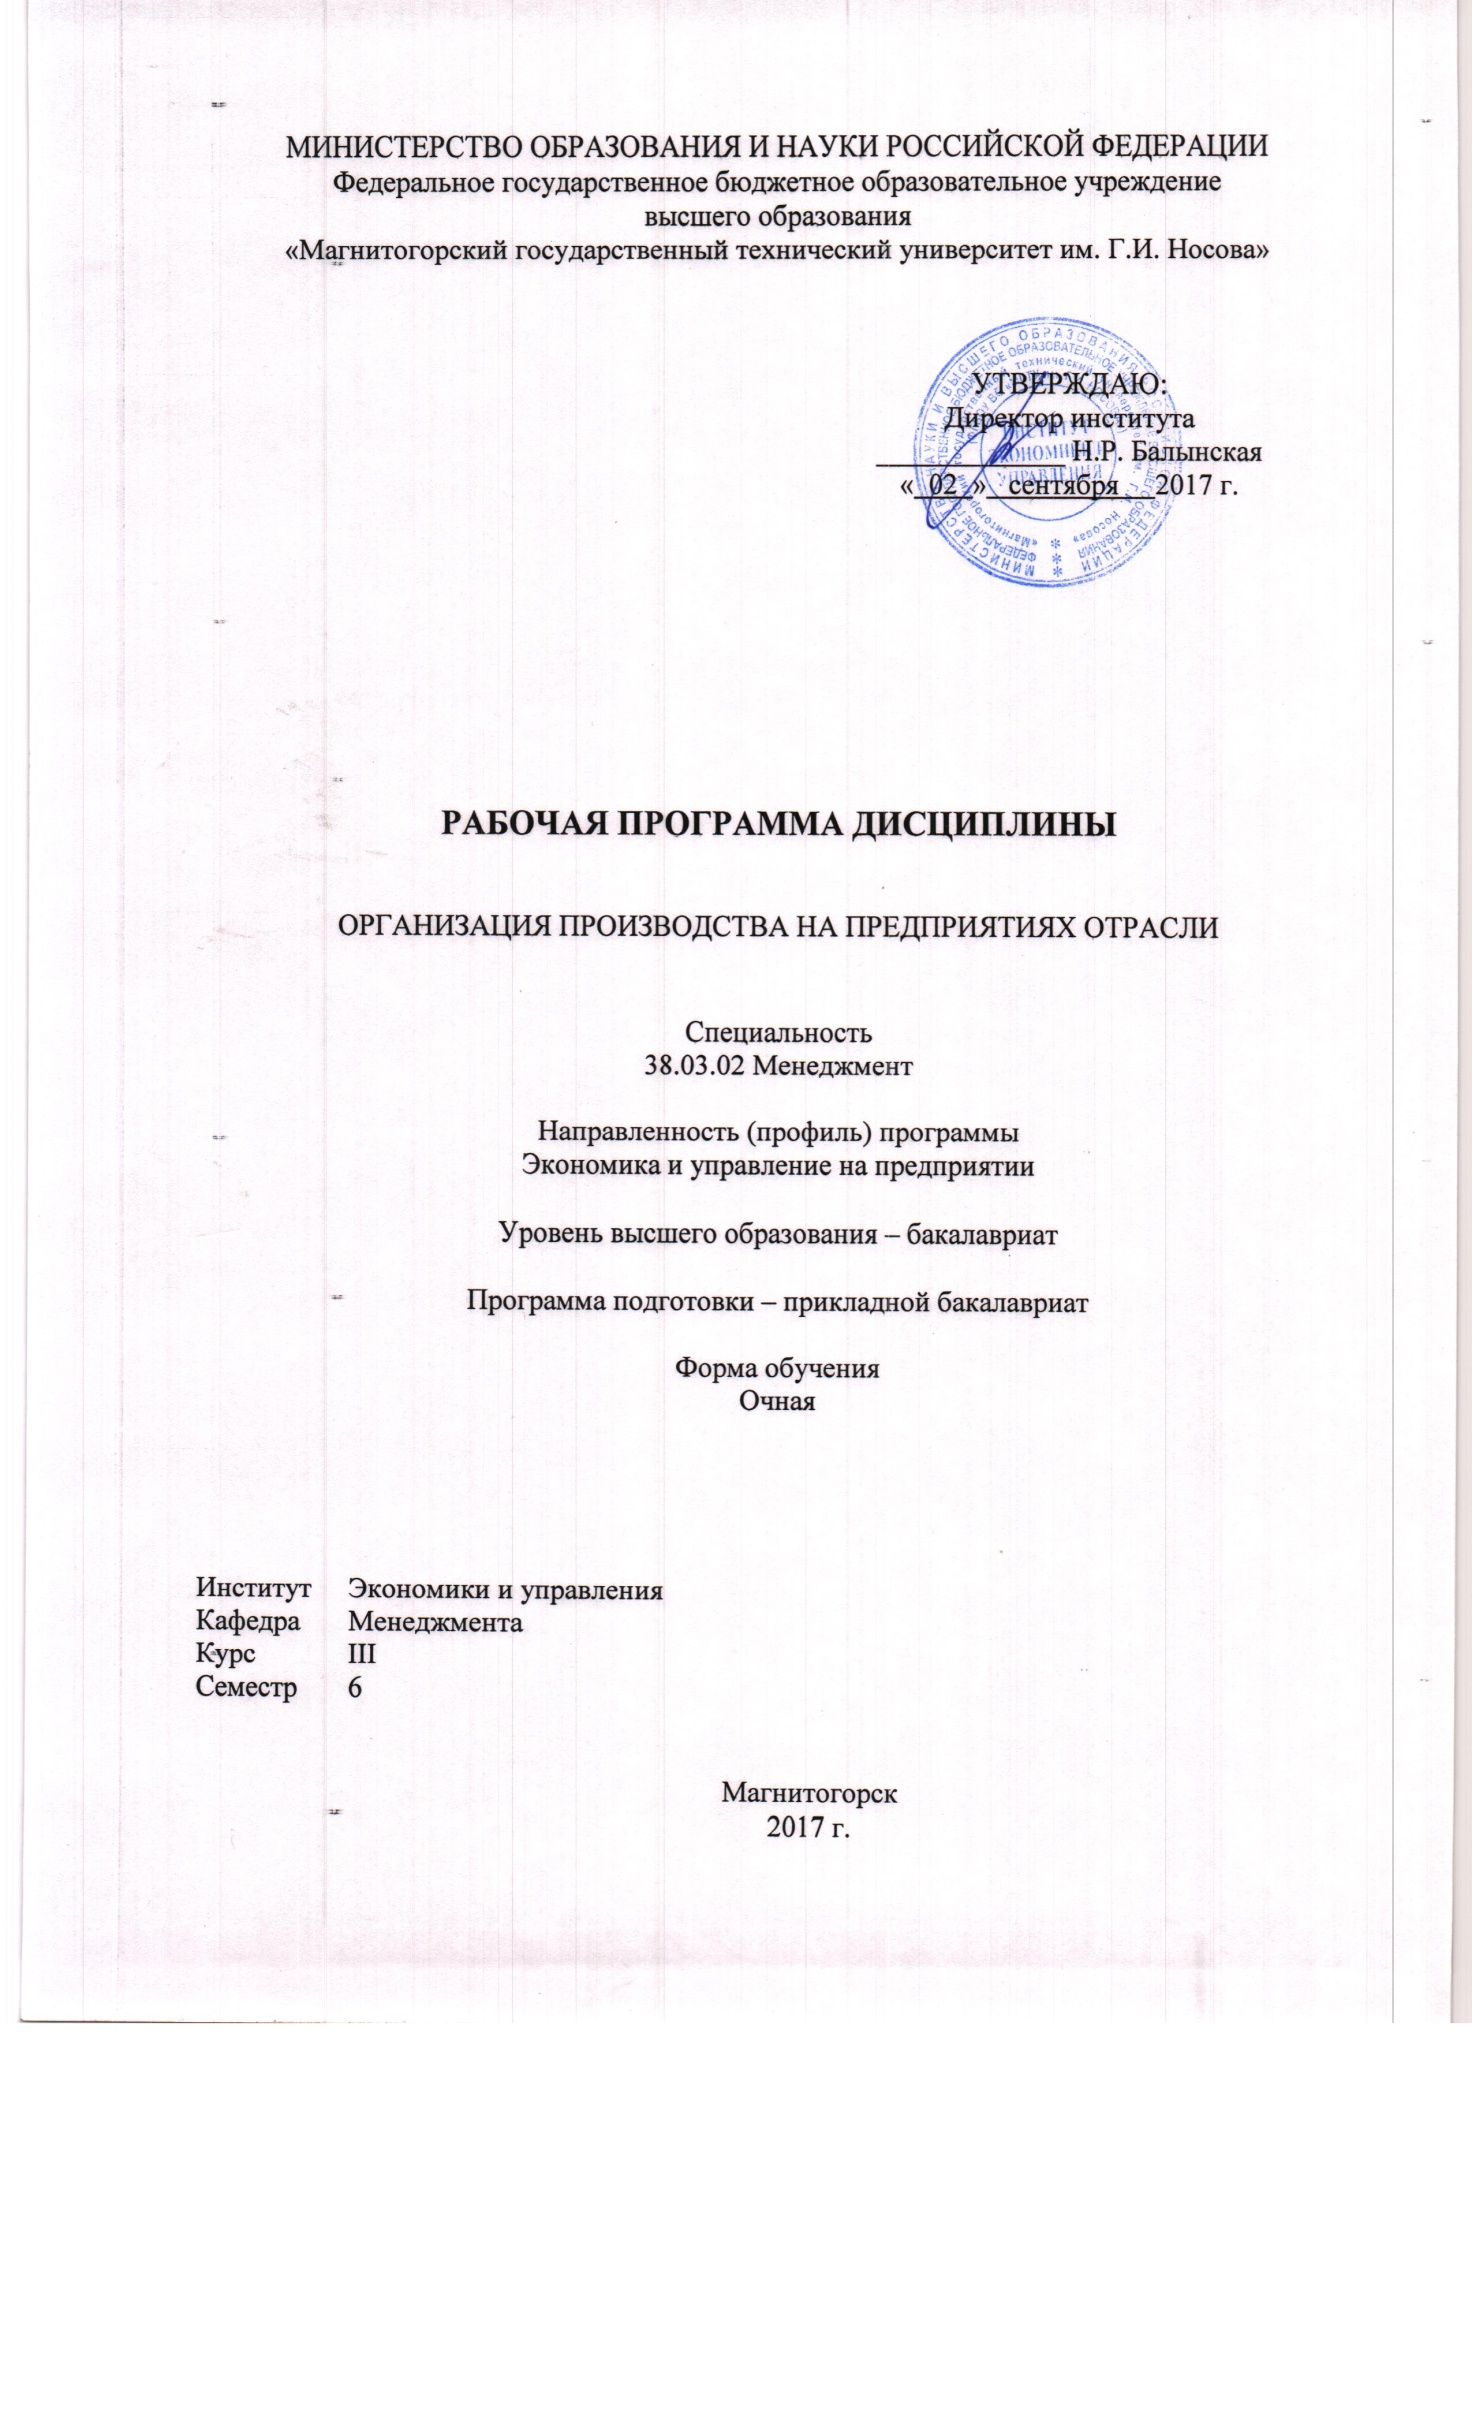 МИНИСТЕРСТВО ОБРАЗОВАНИЯ И НАУКИ РОССИЙСКОЙ ФЕДЕРАЦИИ
Федеральное государственное бюджетное образовательное учреждение
высшего образования
«Магнитогорский государственный технический университет им. Г.И. Носова»
УТВЕРЖДАЮ:
Директор института
Н.Р. Балынская
« 02 » сентября 2017 г.
ИНСТИТУТ
ЭКОНОМИКИ И
УПРАВЛЕНИЯ
РАБОЧАЯ ПРОГРАММА ДИСЦИПЛИНЫ
ОРГАНИЗАЦИЯ ПРОИЗВОДСТВА НА ПРЕДПРИЯТИЯХ ОТРАСЛИ
Специальность
38.03.02 Менеджмент
Направленность (профиль) программы
Экономика и управление на предприятии
Уровень высшего образования – бакалавриат
Программа подготовки – прикладной бакалавриат
Форма обучения
Очная
Институт Экономики и управления
Кафедра Менеджмента
Курс III
Семестр 6
Магнитогорск
2017 г.